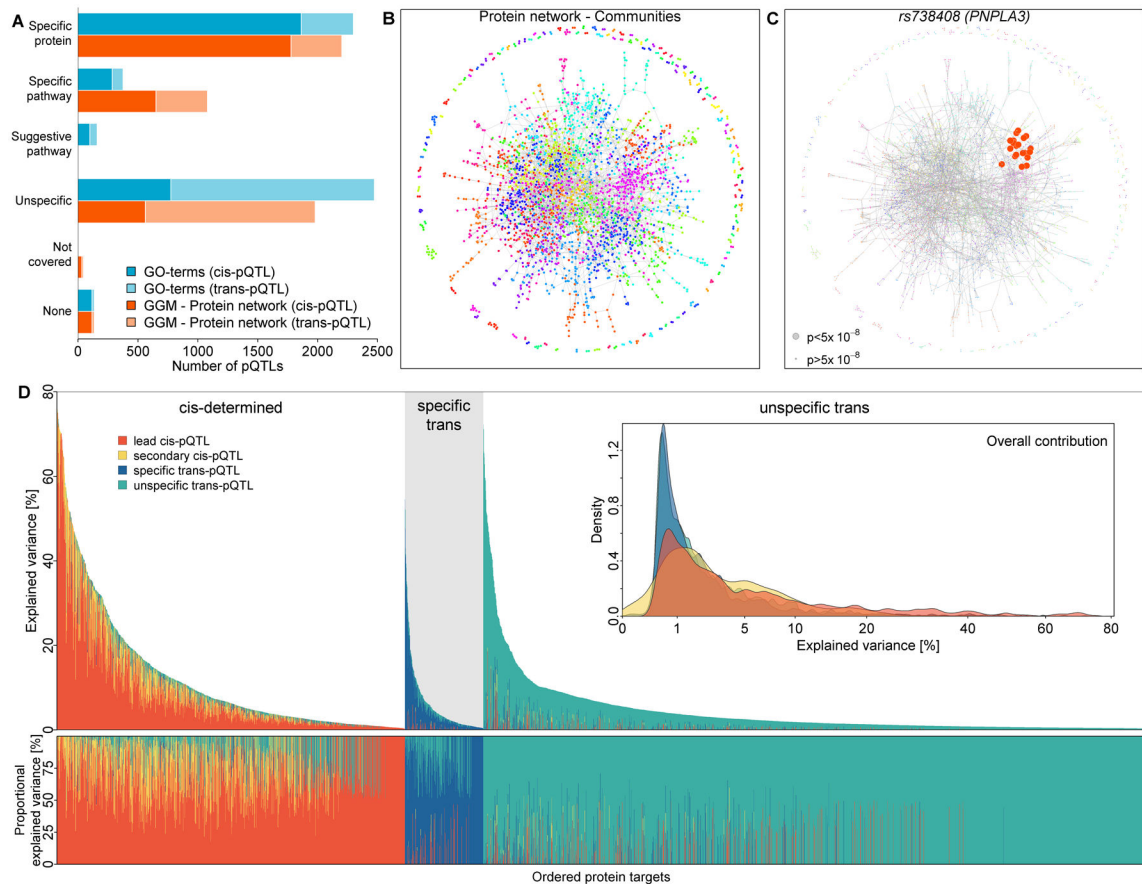 A
Specific
protein
Specific
pathway
Suggestive
pathway
Unspecific
Not
covered
None
GO-terms (cis-pQTL)
GO-terms (trans-pQTL)
GGM - Protein network (cis-pQTL)
GGM - Protein network (trans-pQTL)
0 500 1000 1500 2000 2500
Number of pQTLs
B
Protein network - Communities
C
rs738408 (PNPLA3)
p<5x 10⁻⁸
p>5x 10⁻⁸
D
cis-determined
specific
trans
unspecific trans
lead cis-pQTL
secondary cis-pQTL
specific trans-pQTL
unspecific trans-pQTL
Explained variance [%]
80
60
40
20
0
Overall contribution
Density
1.2
0.8
0.4
0.0
0 1 5 10 20 40 60 80
Explained variance [%]
Proportional
explained variance [%]
75
50
25
0
Ordered protein targets